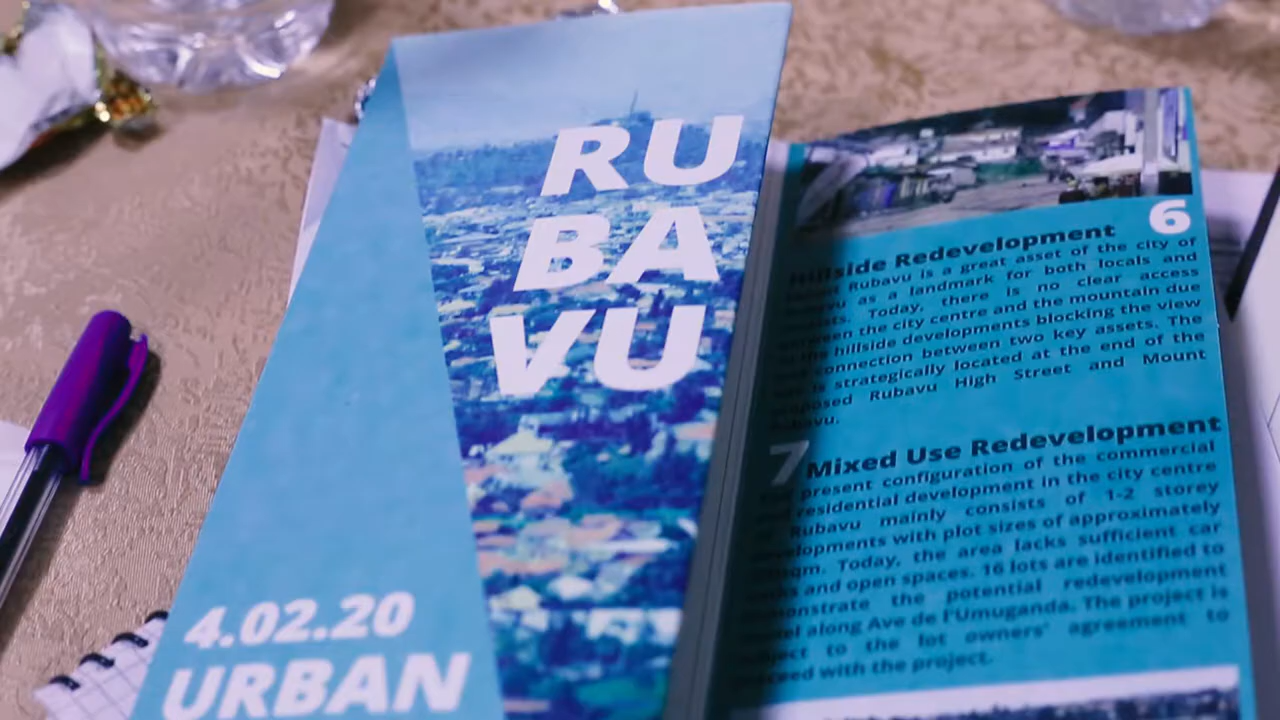 RU
BA
VU
4.02.20
URBAN
6
Hillside Redevelopment
Rubavu is a great asset of the city of
as a landmark for both locals and
Today, there is no clear access
the city centre and the mountain due
hillside developments blocking the view
connection between two key assets. The
is strategically located at the end of the
Rubavu High Street and Mount
7
Mixed Use Redevelopment
present configuration of the commercial
residential development in the city centre
Rubavu mainly consists of 1-2 storey
with plot sizes of approximately
Today, the area lacks sufficient car
and open spaces. 16 lots are identified to
the potential redevelopment
along Ave de l'Umuganda. The project is
to the lot owners' agreement to
with the project.